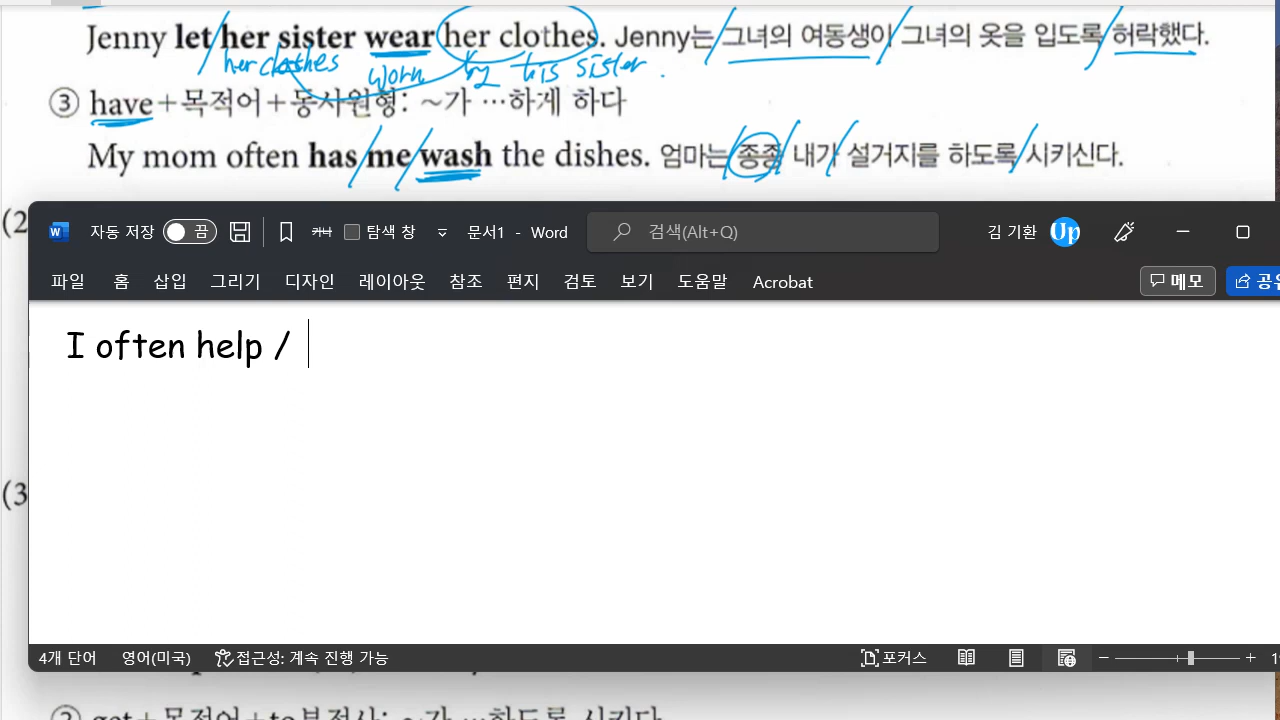 Jenny let her sister wear her clothes. Jenny는 그녀의 여동생이 그녀의 옷을 입도록 허락했다.
her clothes worn by his sister.
③ have+목적어+동사원형: ~가 …하게 하다
My mom often has me wash the dishes. 엄마는 종종 내가 설거지를 하도록 시키신다.
(2
자동 저장 끔 가나 탐색 창 문서1 - Word 검색(Alt+Q) 김 기환 Up
파일 홈 삽입 그리기 디자인 레이아웃 참조 편지 검토 보기 도움말 Acrobat 메모
I often help /
(3
4개 단어 영어(미국) 접근성: 계속 진행 가능 포커스
② get+목적어+to부정사: ~가 …하도록 시키다